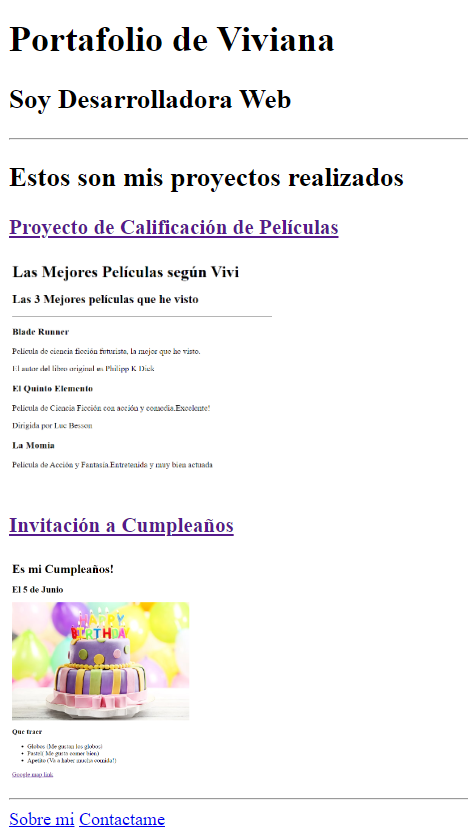 Portafolio de Viviana
Soy Desarrolladora Web
Estos son mis proyectos realizados
Proyecto de Calificación de Películas
Las Mejores Películas según Vivi
Las 3 Mejores películas que he visto
Blade Runner
Película de ciencia ficción futurista, la mejor que he visto.
El autor del libro original es Philipp K Dick
El Quinto Elemento
Película de Ciencia Ficción con acción y comedia.Excelente!
Dirigida por Luc Besson
La Momia
Película de Acción y Fantasía.Entretenida y muy bien actuada
Invitación a Cumpleaños
Es mi Cumpleaños!
El 5 de Junio
HAPPY
BIRTHDAY
Que traer
Globos (Me gustan los globos)
Pastel( Me gusta comer bien)
Apetito (Va a haber mucha comida!)
Google map link
Sobre mi Contactame